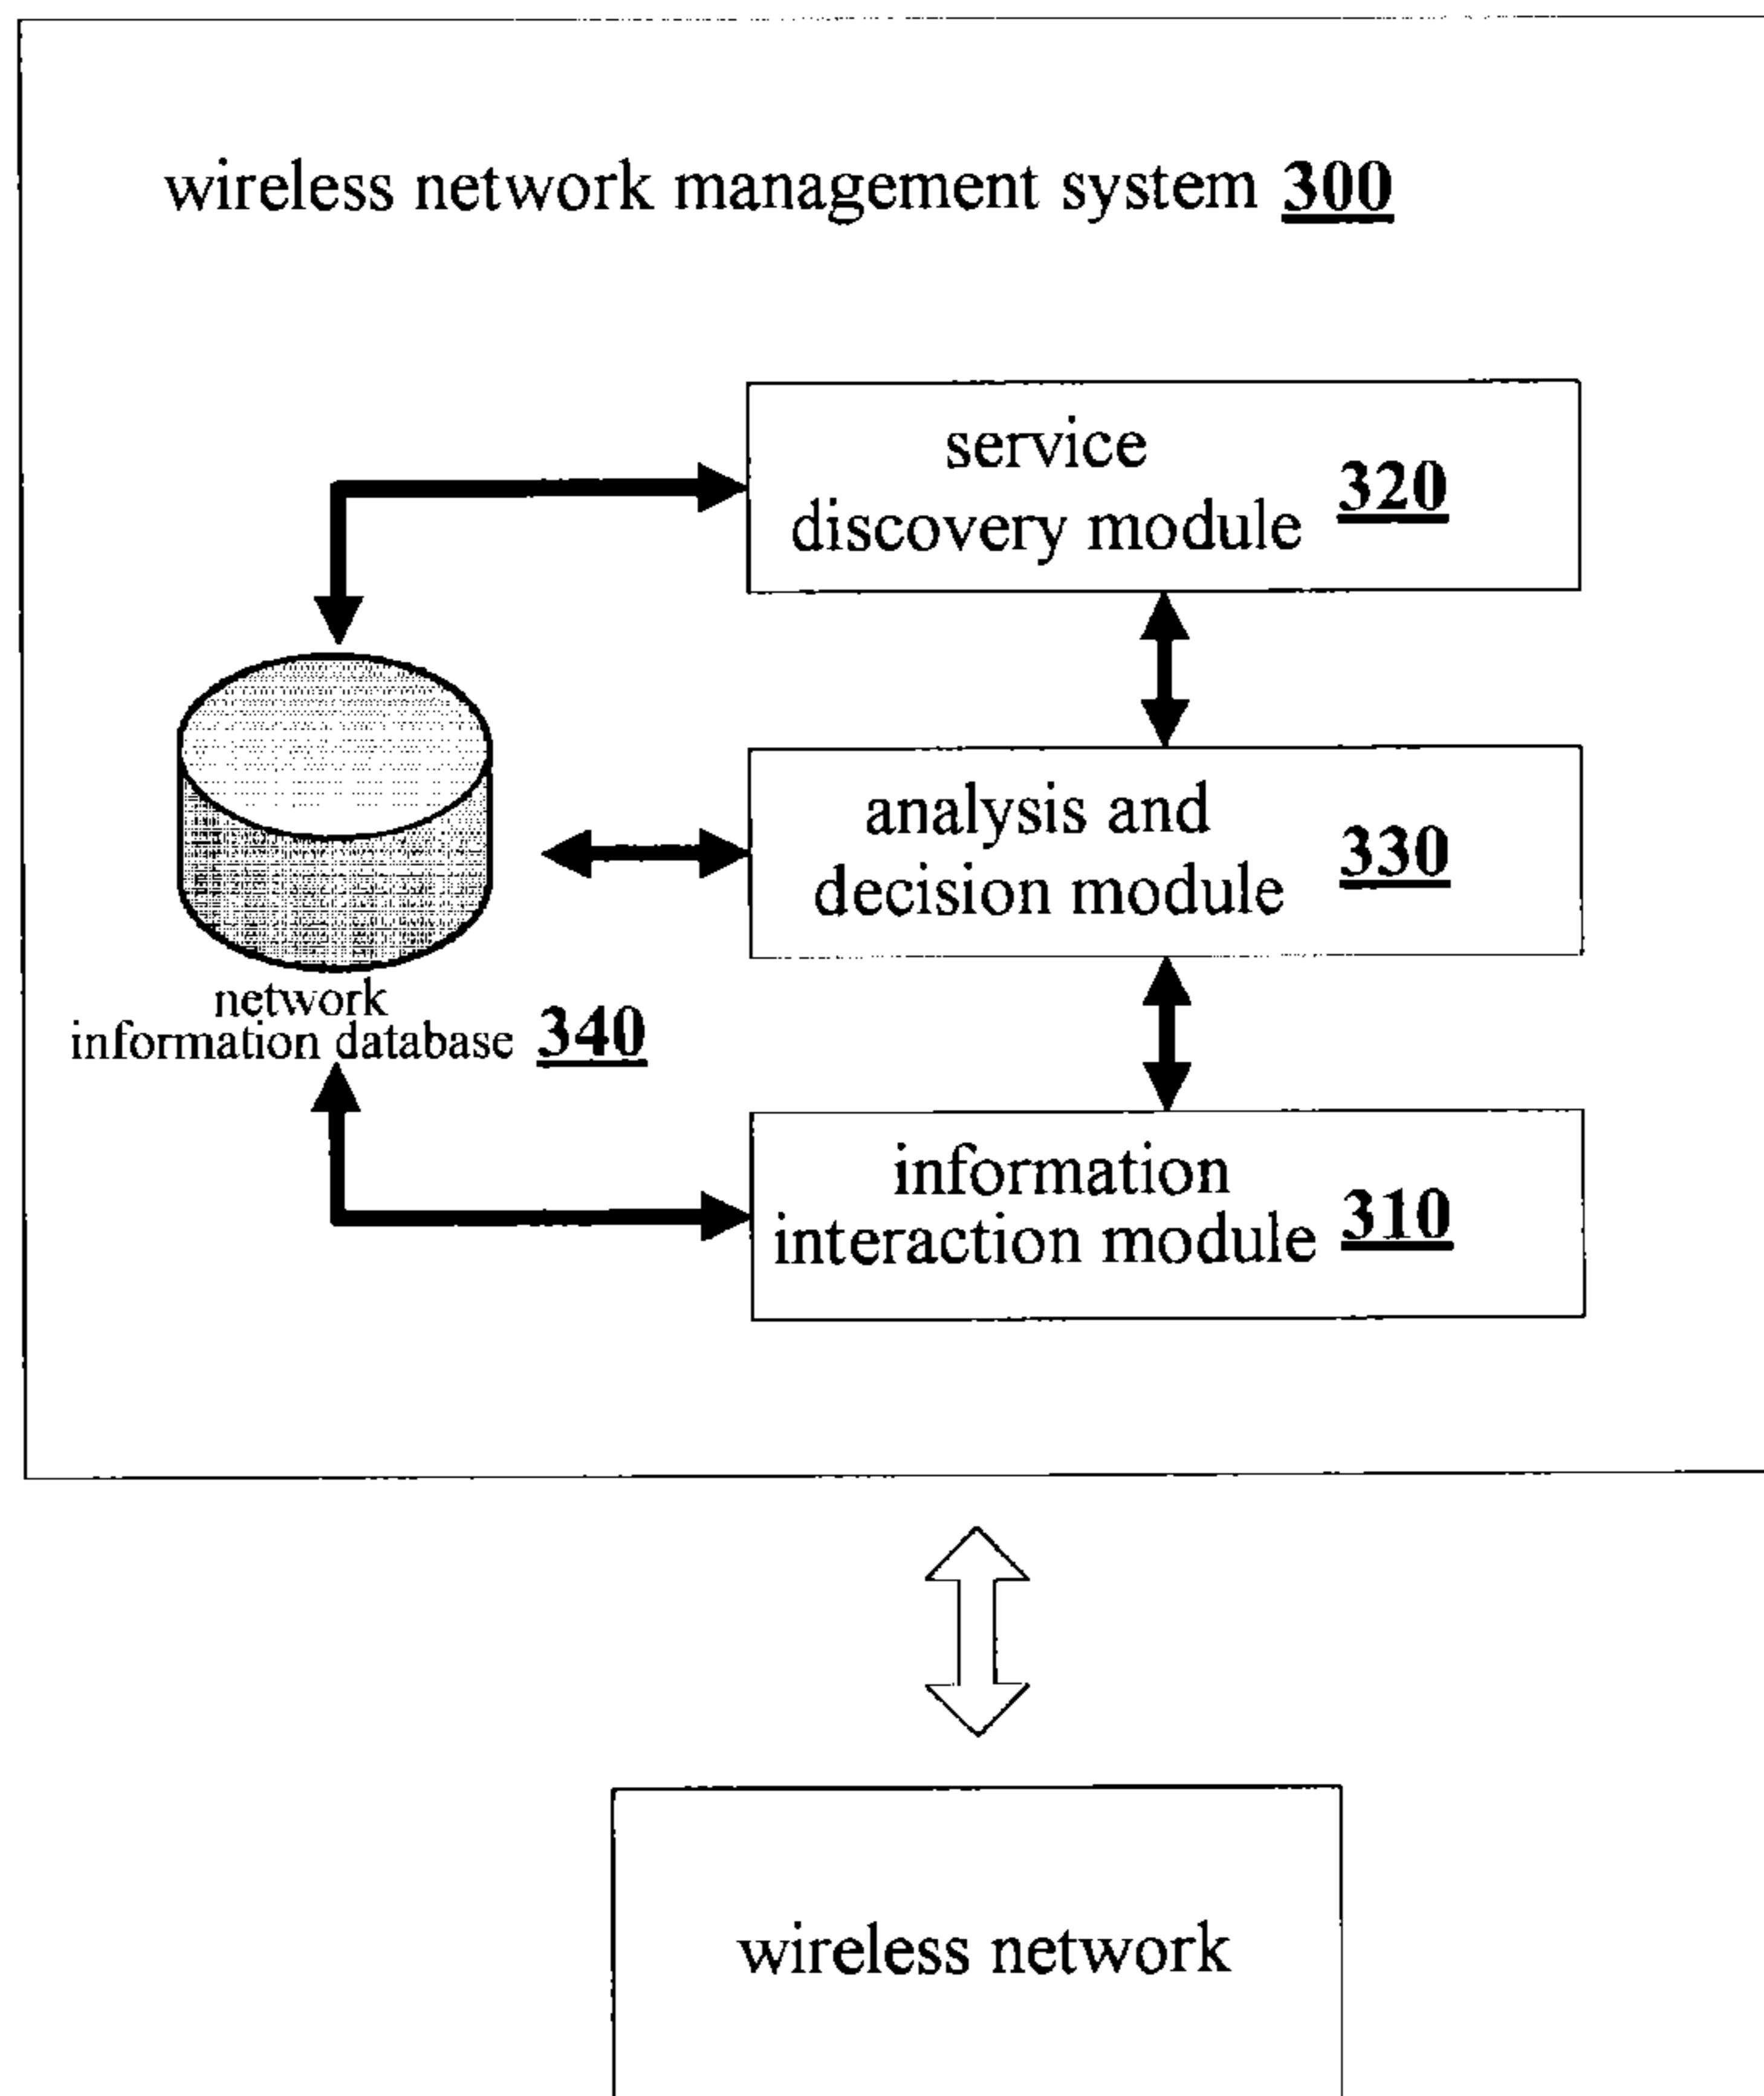 wireless network management system 300
service
discovery module 320
analysis and
decision module 330
network
information database 340
information
interaction module 310
wireless network